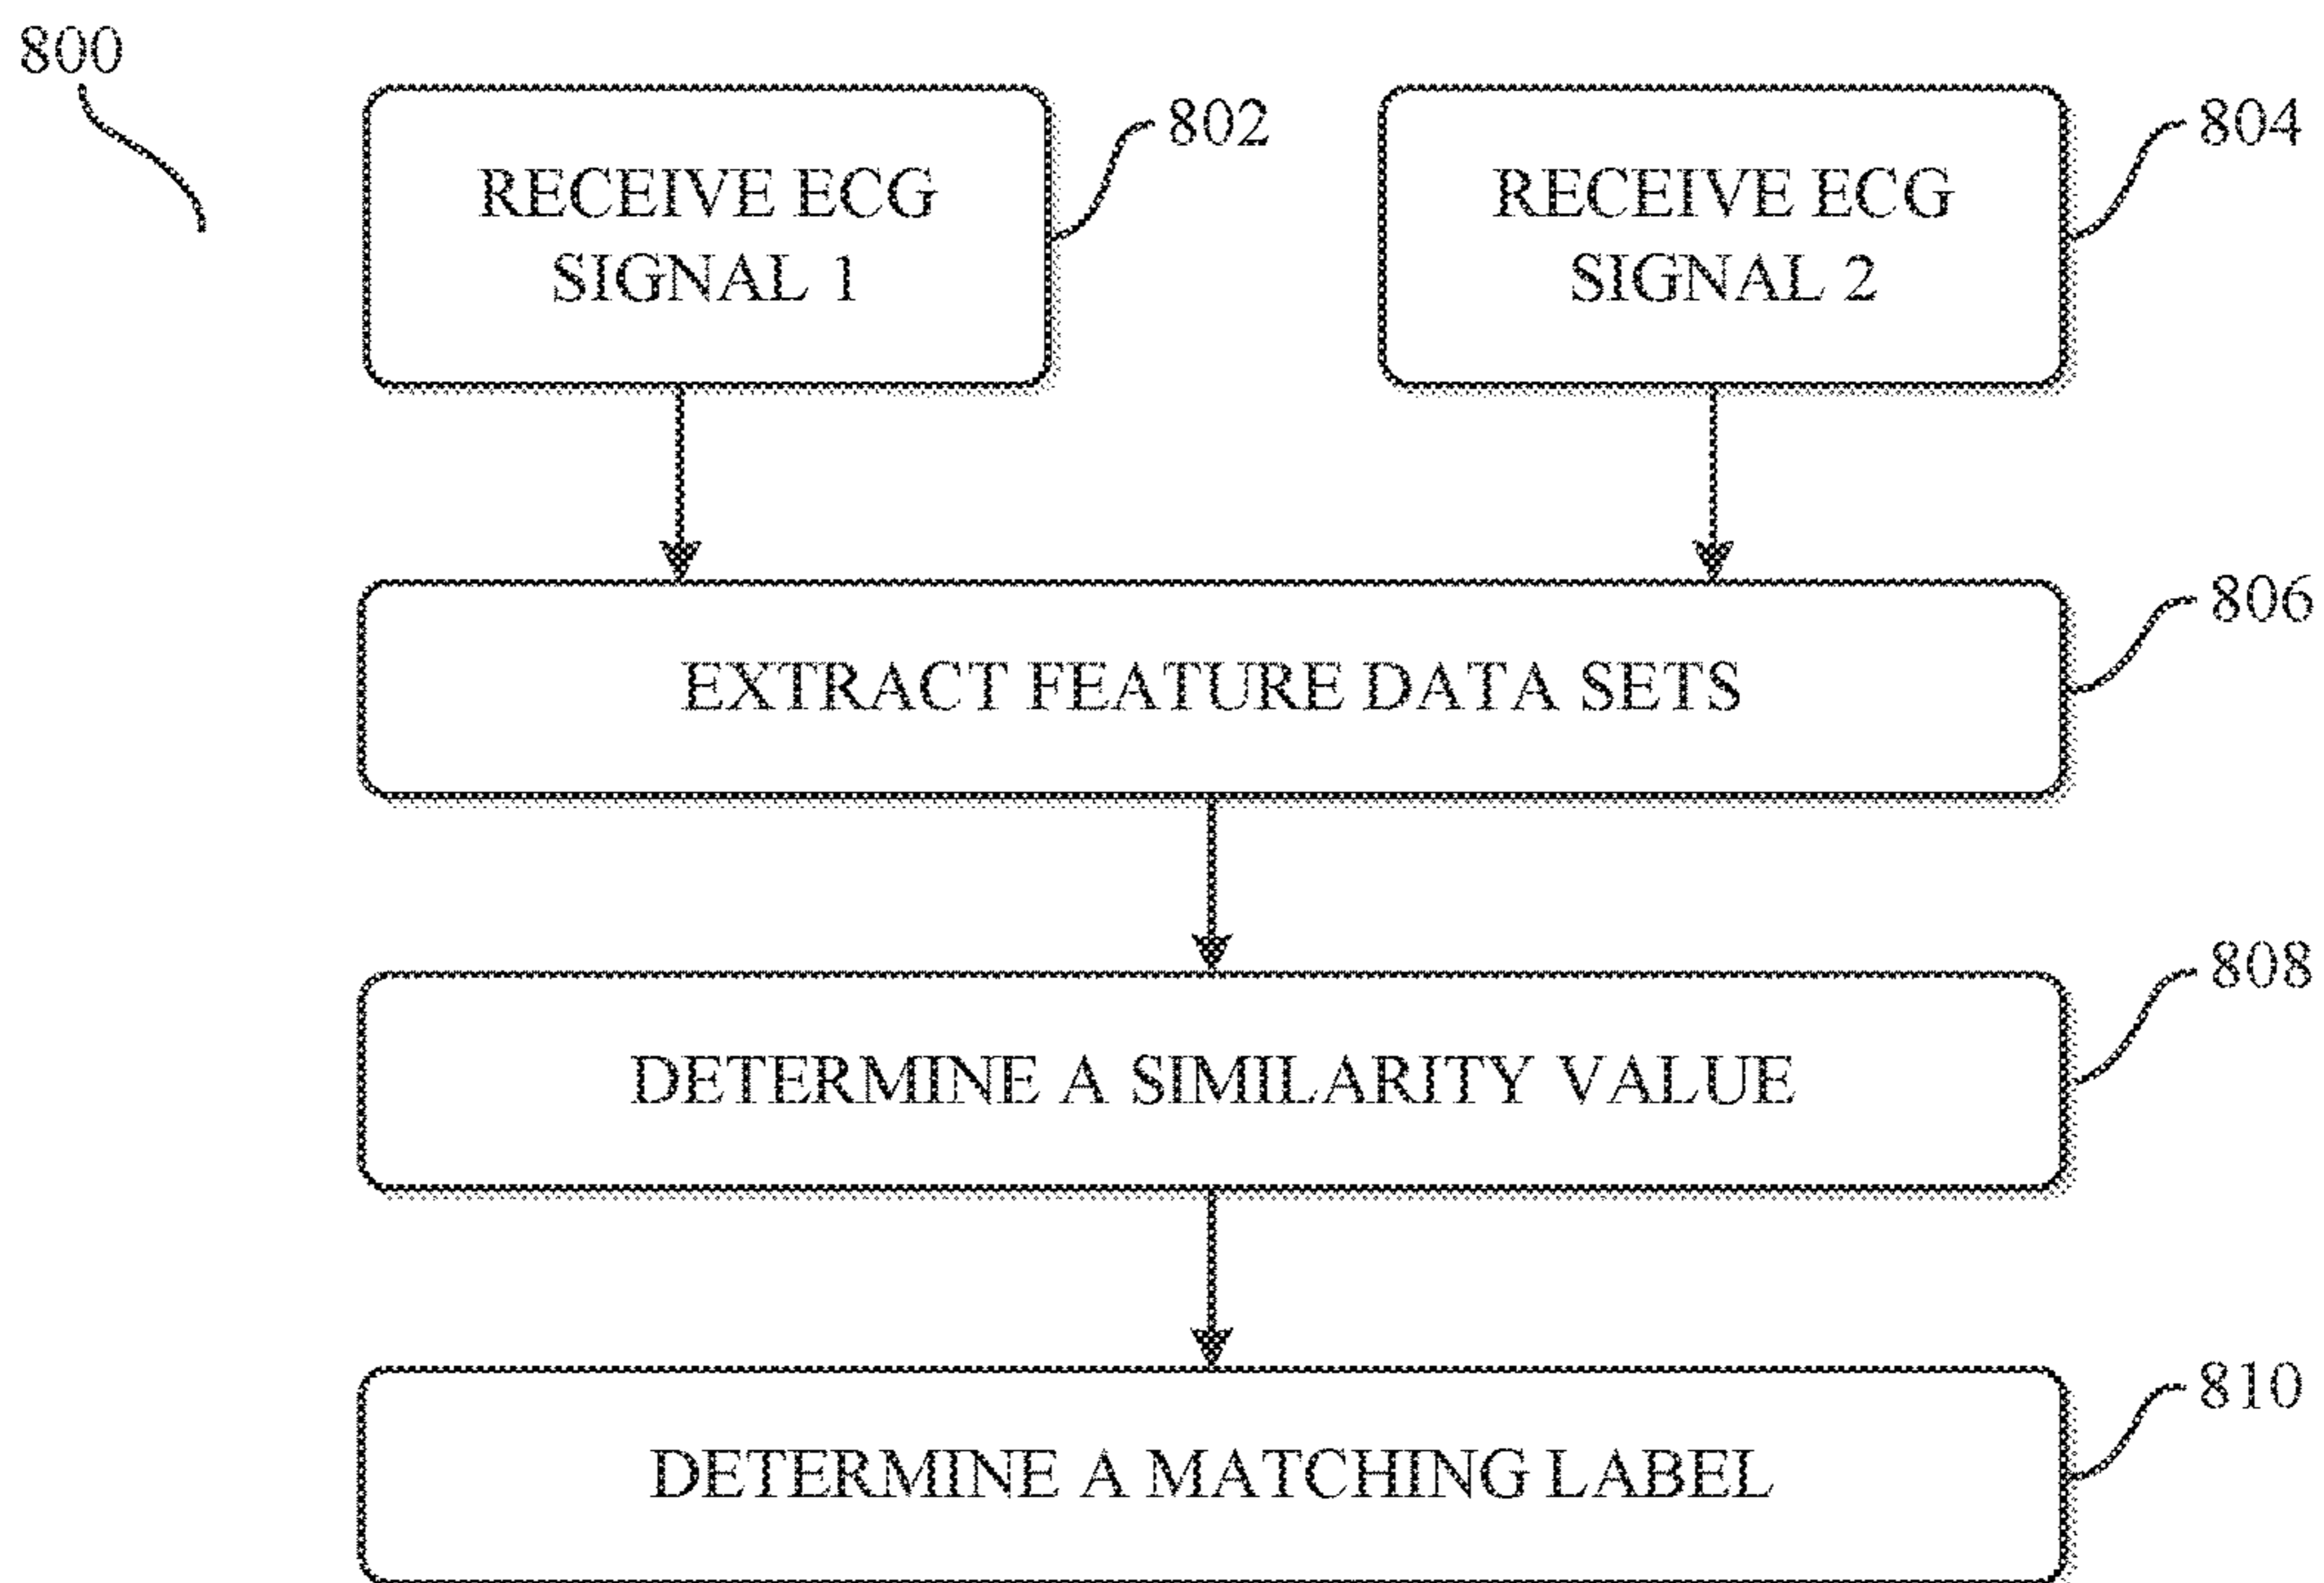 800
802
804
RECEIVE ECG
SIGNAL 1
RECEIVE ECG
SIGNAL 2
806
EXTRACT FEATURE DATA SETS
808
DETERMINE A SIMILARITY VALUE
810
DETERMINE A MATCHING LABEL